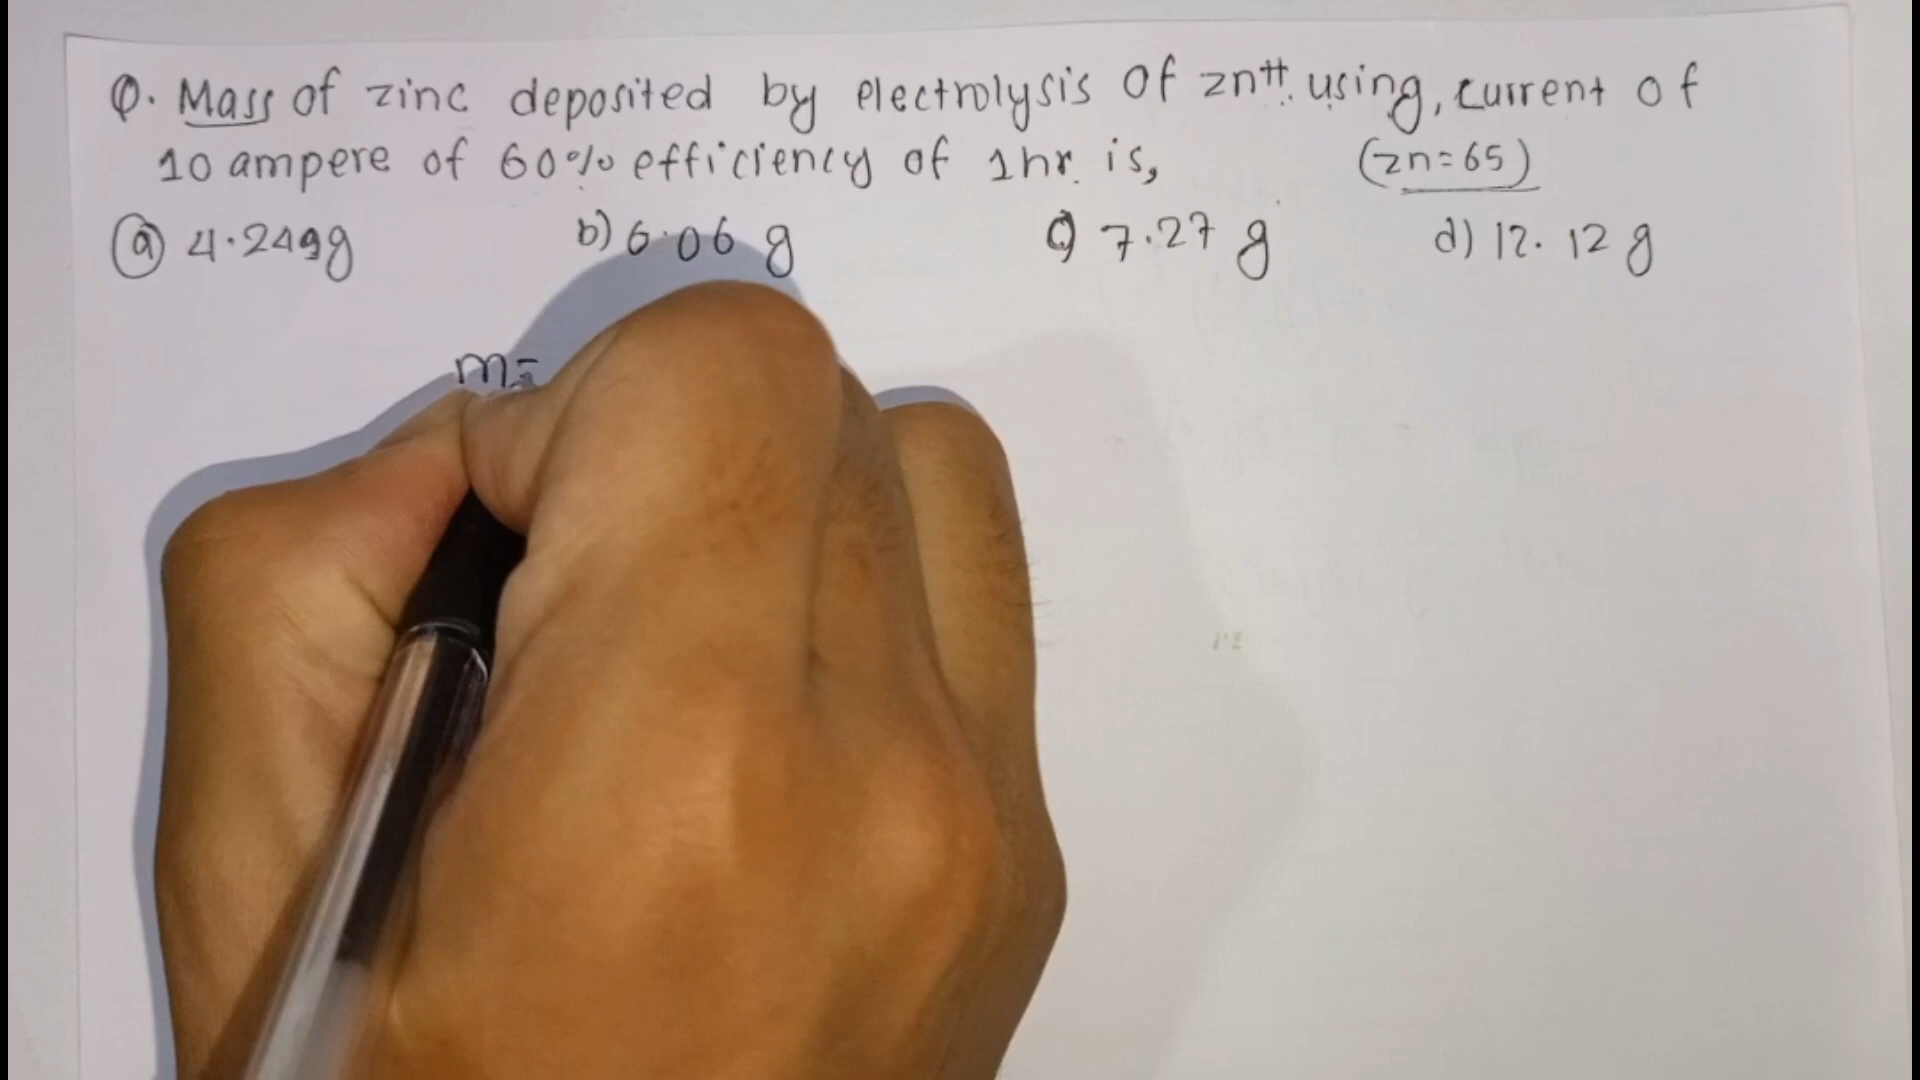 Q. Mass of zinc deposited by electrolysis of zn++ using, current of
10 ampere of 60% efficiency of 1hr is, (zn=65)
a) 4.249g b) 6.06 g c) 7.27 g d) 12.12 g
m=